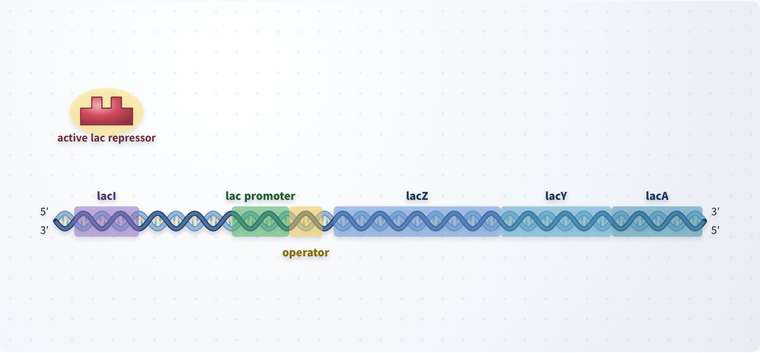 active lac repressor
lacI
lac promoter
lacZ
lacY
lacA
5'
3'
3'
5'
operator